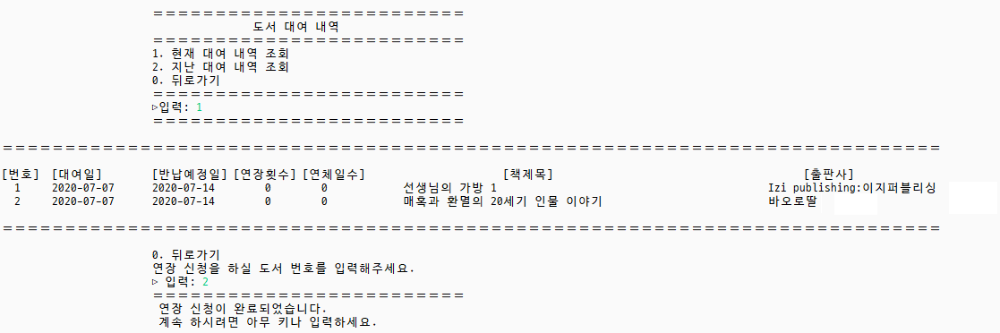 =========================
도서 대여 내역
=========================
1. 현재 대여 내역 조회
2. 지난 대여 내역 조회
0. 뒤로가기
=========================
▷입력: 1
=========================
===========================================================================
[번호] [대여일] [반납예정일] [연장횟수] [연체일수] [책제목] [출판사]
1 2020-07-07 2020-07-14 0 0 선생님의 가방 1 Izi publishing:이지퍼블리싱
2 2020-07-07 2020-07-14 0 0 매혹과 환멸의 20세기 인물 이야기 바오로딸
===========================================================================
0. 뒤로가기
연장 신청을 하실 도서 번호를 입력해주세요.
▷ 입력: 2
=========================
연장 신청이 완료되었습니다.
계속 하시려면 아무 키나 입력하세요.